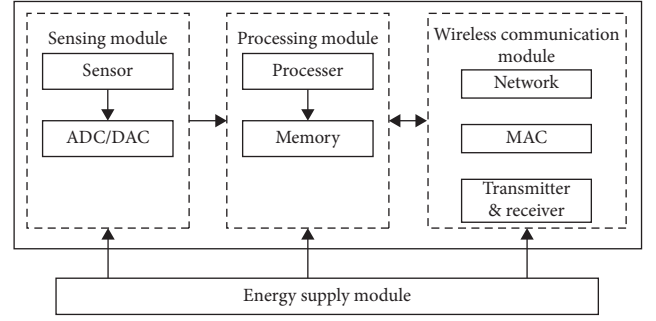 Sensing module
Sensor
ADC/DAC
Processing module
Processer
Memory
Wireless communication
module
Network
MAC
Transmitter
& receiver
Energy supply module